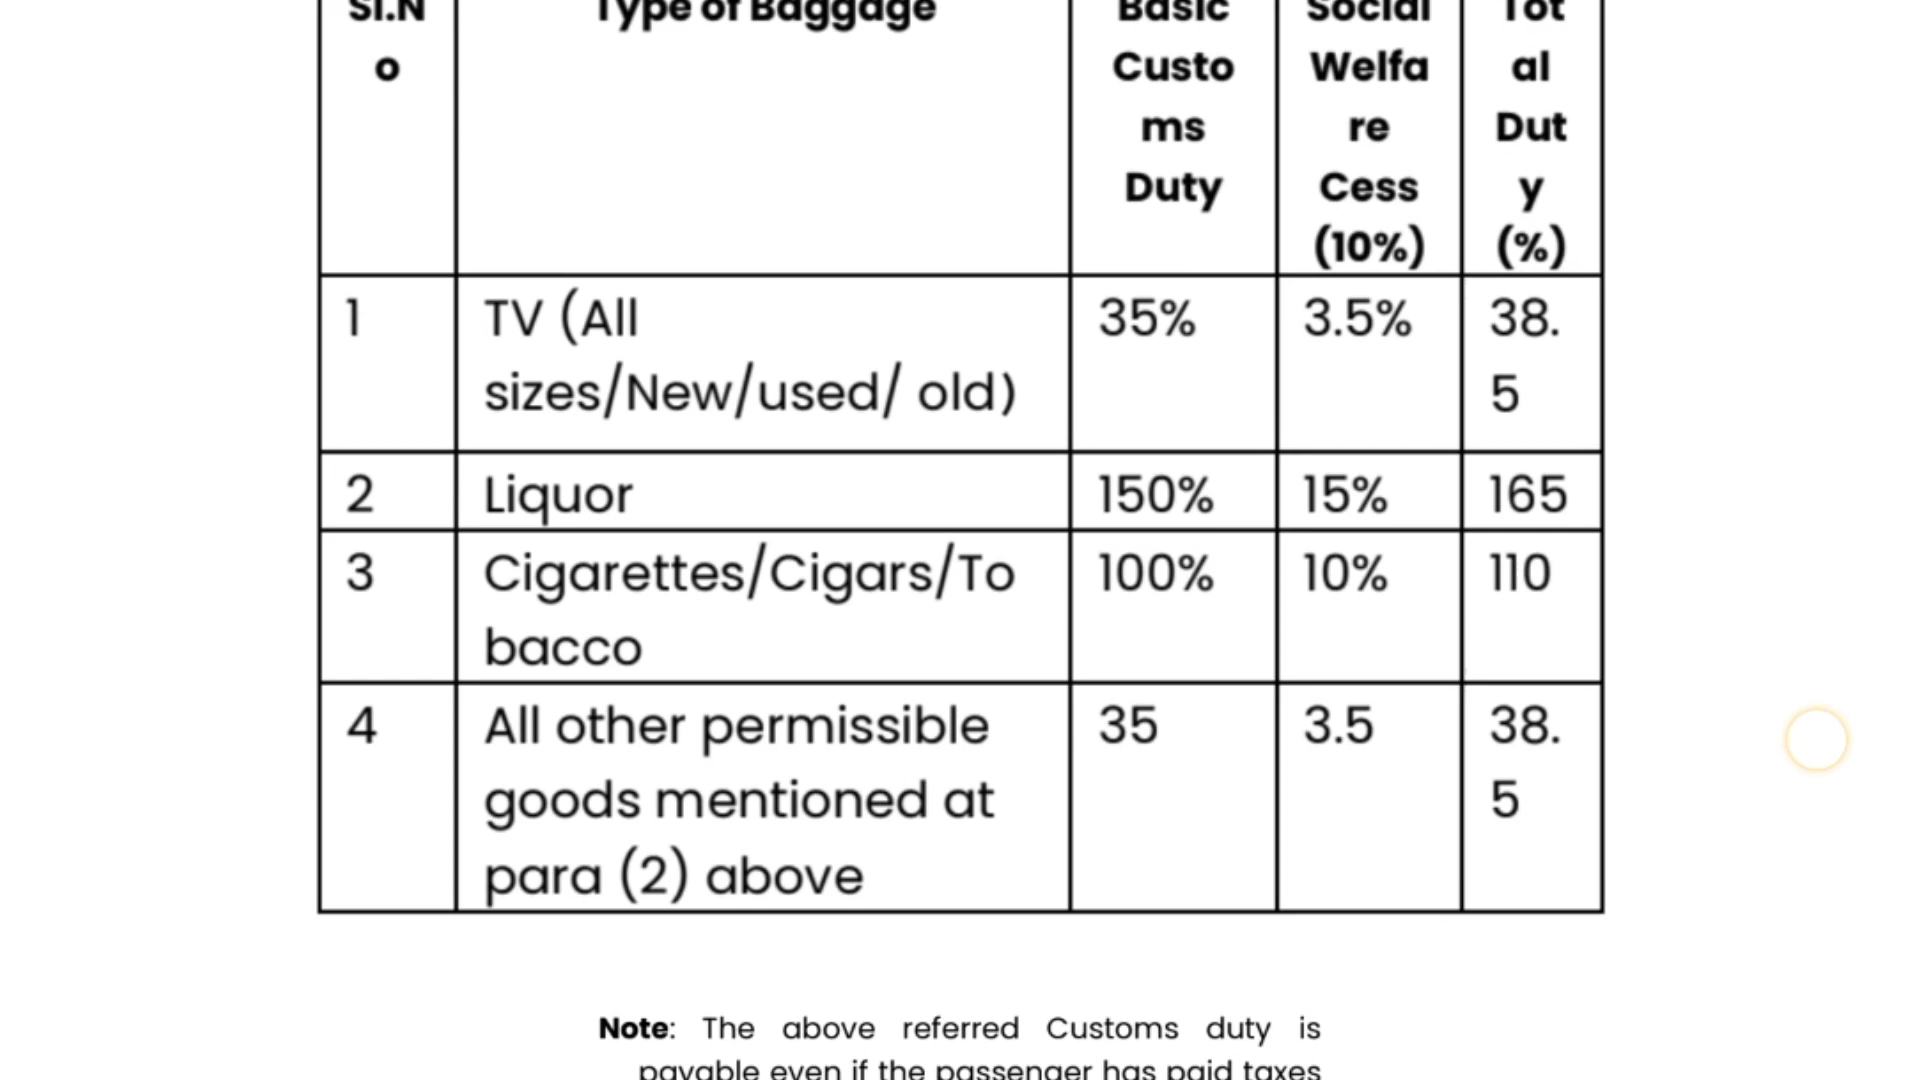 Sl.N
o
Type of Baggage
Basic
Custo
ms
Duty
Social
Welfa
re
Cess
(10%)
Tot
al
Dut
y
(%)
1
TV (All
sizes/New/used/ old)
35%
3.5%
38.
5
2
Liquor
150%
15%
165
3
Cigarettes/Cigars/To
bacco
100%
10%
110
4
All other permissible
goods mentioned at
para (2) above
35
3.5
38.
5
Note: The above referred Customs duty is
payable even if the passenger has paid taxes